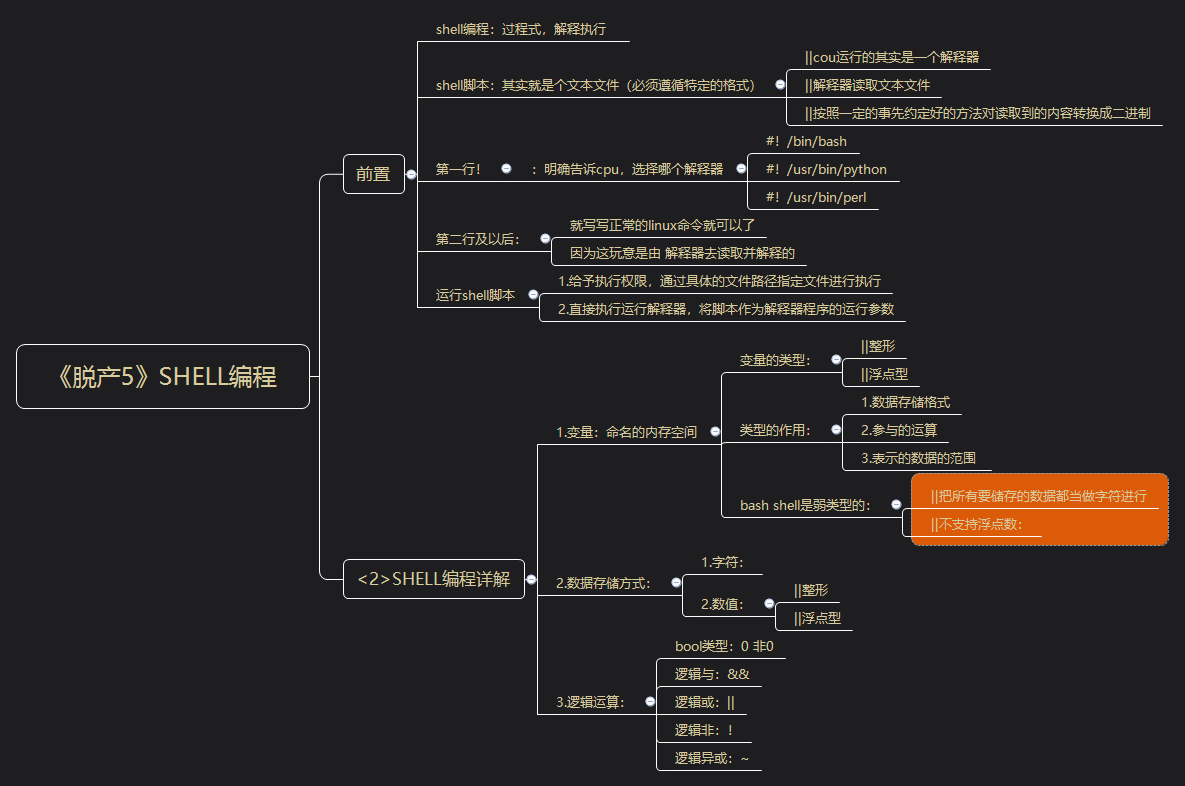 《脱产5》SHELL编程
前置
shell编程：过程式，解释执行
shell脚本：其实就是个文本文件（必须遵循特定的格式）
||cou运行的其实是一个解释器
||解释器读取文本文件
||按照一定的事先约定好的方法对读取到的内容转换成二进制
第一行！
：明确告诉cpu，选择哪个解释器
#！/bin/bash
#！/usr/bin/python
#！/usr/bin/perl
第二行及以后：
就写写正常的linux命令就可以了
因为这玩意是由 解释器去读取并解释的
运行shell脚本
1.给予执行权限，通过具体的文件路径指定文件进行执行
2.直接执行运行解释器，将脚本作为解释器程序的运行参数
<2>SHELL编程详解
1.变量：命名的内存空间
变量的类型：
||整形
||浮点型
类型的作用：
1.数据存储格式
2.参与的运算
3.表示的数据的范围
bash shell是弱类型的：
||把所有要储存的数据都当做字符进行
||不支持浮点数：
2.数据存储方式：
1.字符：
2.数值：
||整形
||浮点型
3.逻辑运算：
bool类型：0 非0
逻辑与：&&
逻辑或：||
逻辑非：!
逻辑异或：~